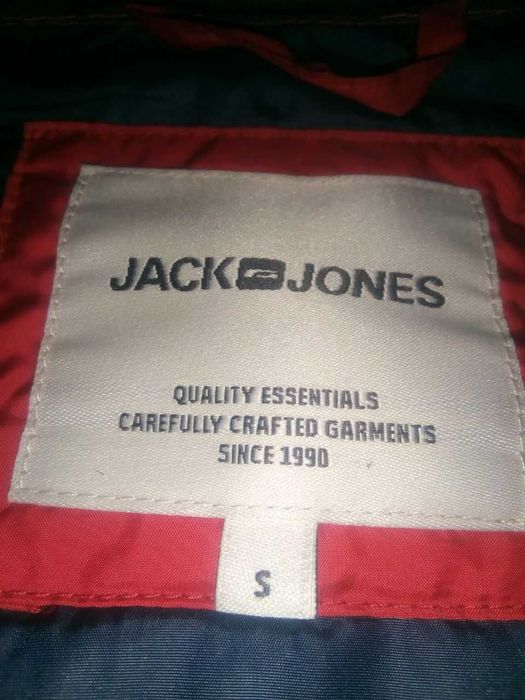 JACK JONES
QUALITY ESSENTIALS
CAREFULLY CRAFTED GARMENTS
SINCE 1990
S